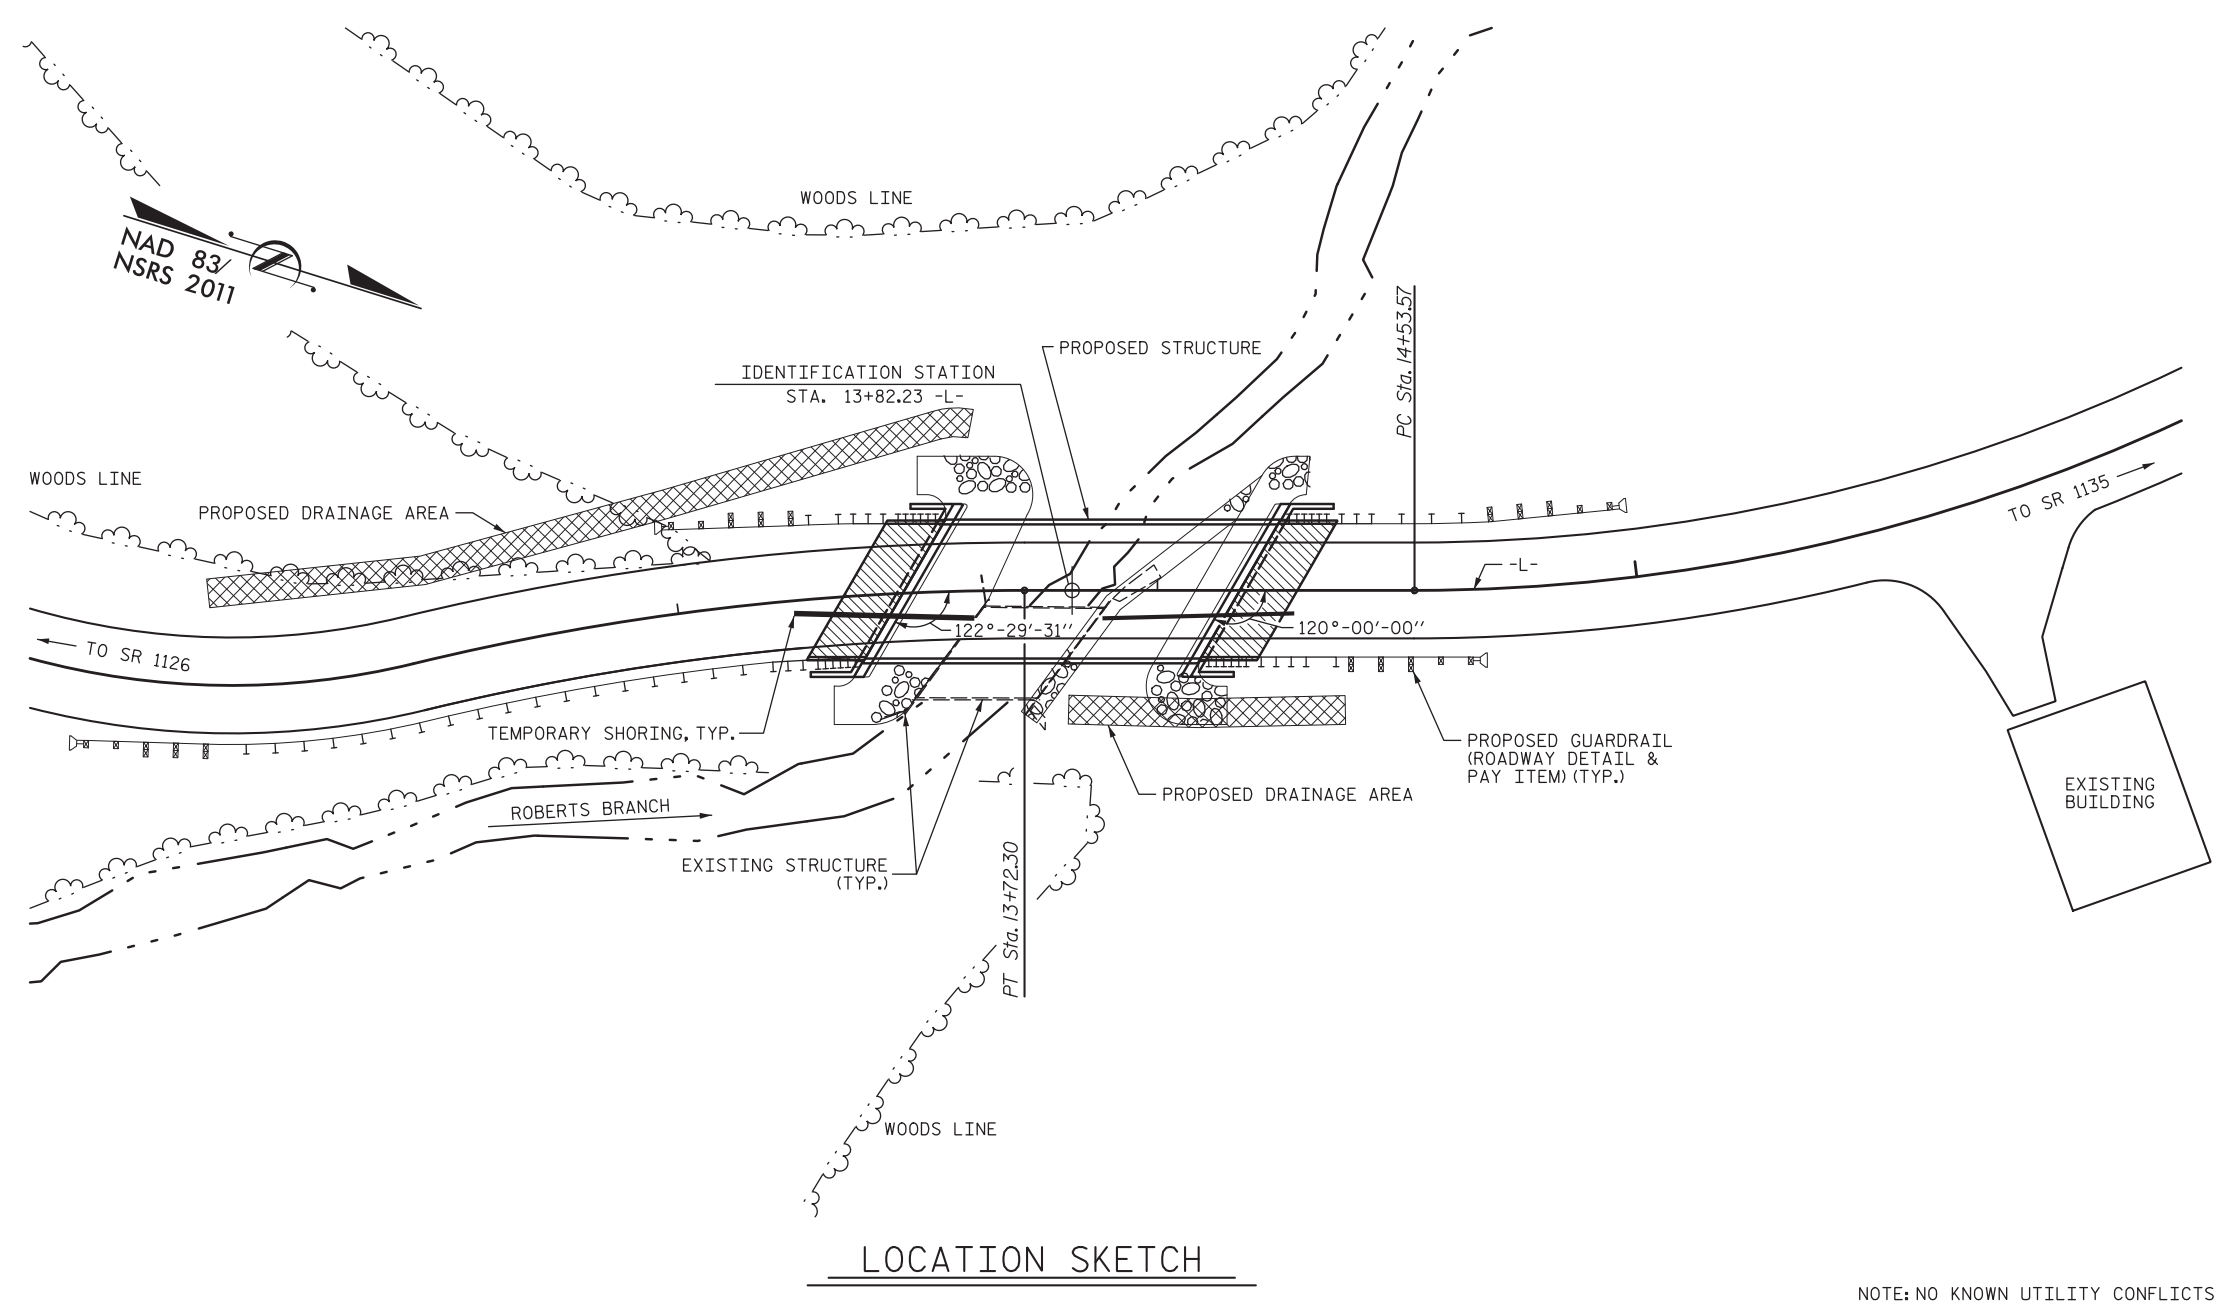 WOODS LINE
NAD 83/
NSRS 2011
PROPOSED STRUCTURE
IDENTIFICATION STATION
STA. 13+82.23 -L-
PC Sta. 14+53.57
WOODS LINE
PROPOSED DRAINAGE AREA
TO SR 1135
-L-
122°-29'-31''
120°-00'-00''
TO SR 1126
TEMPORARY SHORING, TYP.
PROPOSED GUARDRAIL
(ROADWAY DETAIL &
PAY ITEM) (TYP.)
PROPOSED DRAINAGE AREA
EXISTING
BUILDING
ROBERTS BRANCH
EXISTING STRUCTURE
(TYP.)
PT Sta. 13+72.30
WOODS LINE
LOCATION SKETCH
NOTE: NO KNOWN UTILITY CONFLICTS